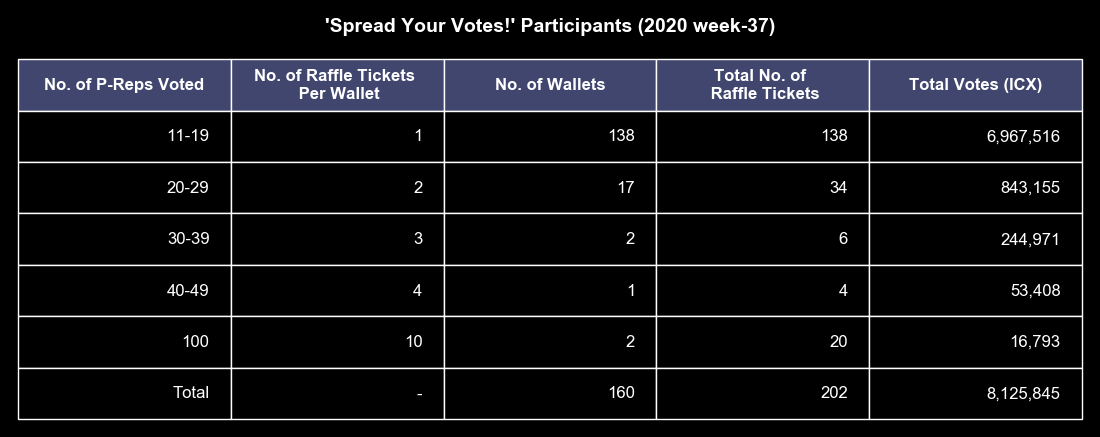 'Spread Your Votes!' Participants (2020 week-37)
No. of P-Reps Voted No. of Raffle Tickets Per Wallet No. of Wallets Total No. of Raffle Tickets Total Votes (ICX)
11-19 1 138 138 6,967,516
20-29 2 17 34 843,155
30-39 3 2 6 244,971
40-49 4 1 4 53,408
100 10 2 20 16,793
Total - 160 202 8,125,845